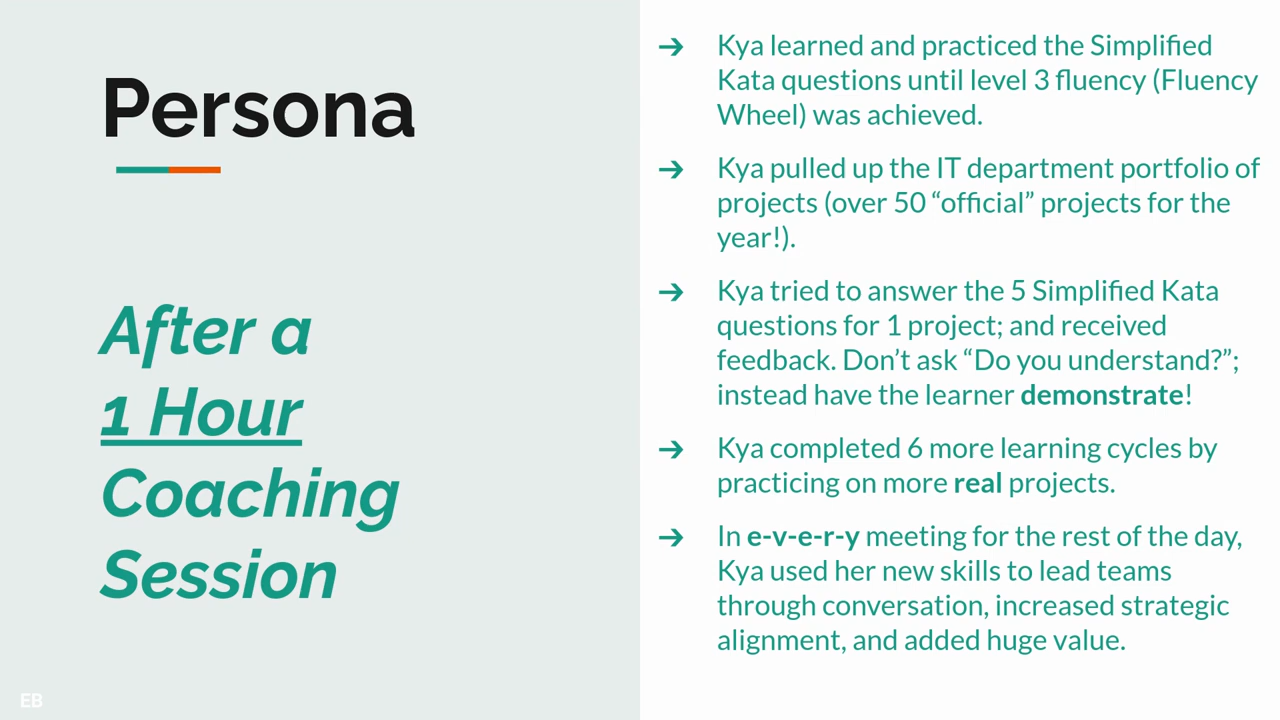 Persona
After a
1 Hour
Coaching
Session
EB
➔ Kya learned and practiced the Simplified
Kata questions until level 3 fluency (Fluency
Wheel) was achieved.
➔ Kya pulled up the IT department portfolio of
projects (over 50 “official” projects for the
year!).
➔ Kya tried to answer the 5 Simplified Kata
questions for 1 project; and received
feedback. Don’t ask “Do you understand?”;
instead have the learner demonstrate!
➔ Kya completed 6 more learning cycles by
practicing on more real projects.
➔ In e-v-e-r-y meeting for the rest of the day,
Kya used her new skills to lead teams
through conversation, increased strategic
alignment, and added huge value.